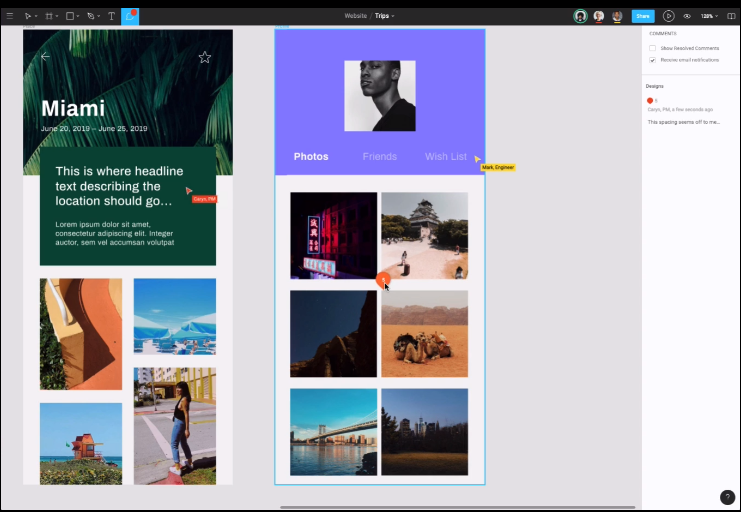 Website / Trips
Share
128%
COMMENTS
Show Resolved Comments
Receive email notifications
Designs
Caryn, PM, a few seconds ago
This spacing seems off to me...
Miami
June 20, 2019 – June 25, 2019
This is where headline
text describing the
location should go...
Caryn, PM
Lorem ipsum dolor sit amet,
consectetur adipiscing elit. Integer
auctor, sem vel accumsan volutpat
Photos
Friends
Wish List
Mark, Engineer
?